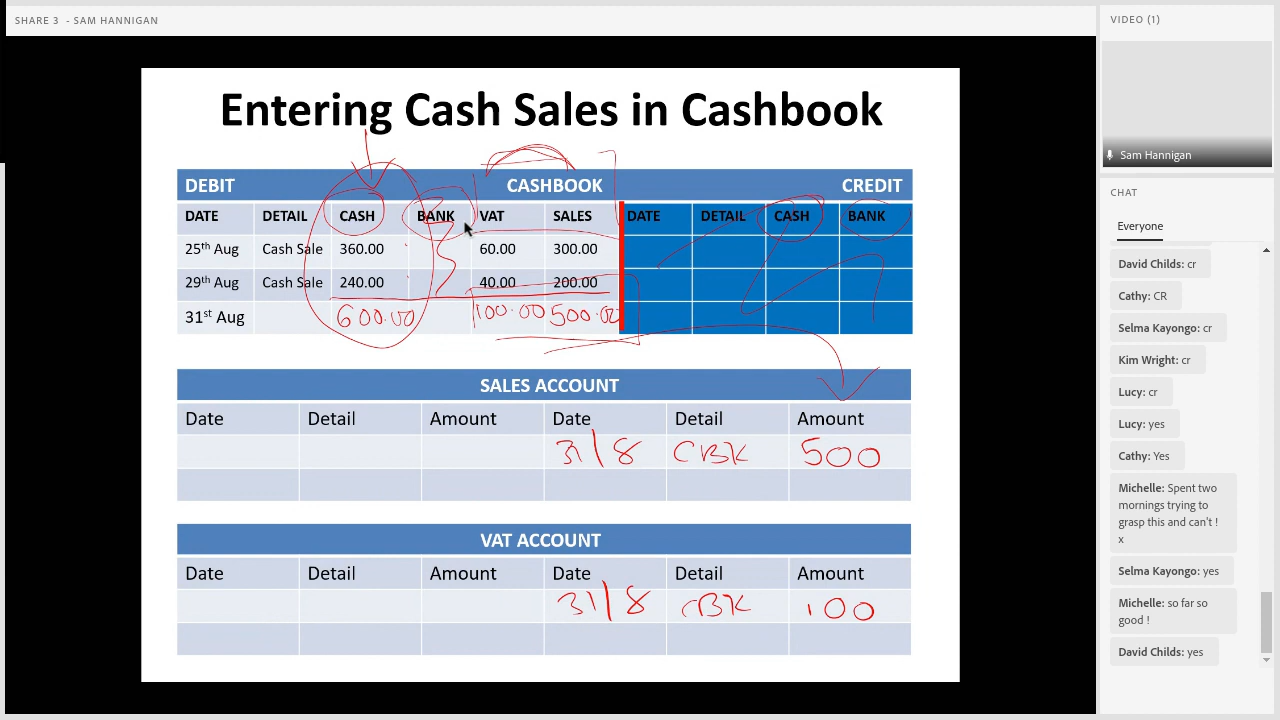 SHARE 3 - SAM HANNIGAN
Entering Cash Sales in Cashbook
DEBIT CASHBOOK CREDIT
DATE DETAIL CASH BANK VAT SALES DATE DETAIL CASH BANK
25th Aug Cash Sale 360.00 60.00 300.00
29th Aug Cash Sale 240.00 40.00 200.00
31st Aug 600.00 100.00 500.00
SALES ACCOUNT
Date Detail Amount Date Detail Amount
31/8 CBK 500
VAT ACCOUNT
Date Detail Amount Date Detail Amount
31/8 CBK 100
VIDEO (1)
Sam Hannigan
CHAT
Everyone
David Childs: cr
Cathy: CR
Selma Kayongo: cr
Kim Wright: cr
Lucy: cr
Lucy: yes
Cathy: Yes
Michelle: Spent two
mornings trying to
grasp this and can't !
x
Selma Kayongo: yes
Michelle: so far so
good !
David Childs: yes